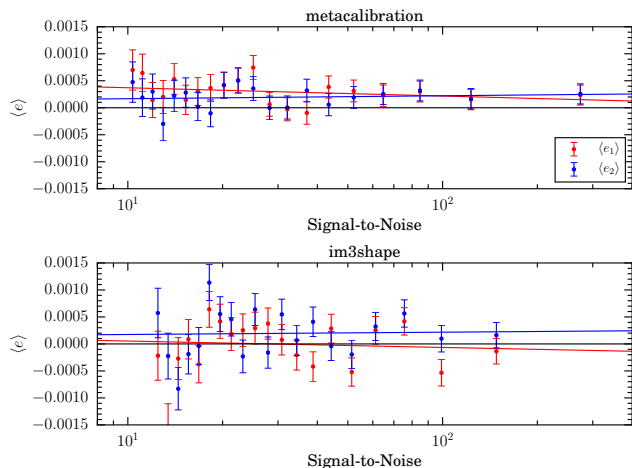 metacalibration
0.0015
0.0010
0.0005
0.0000
−0.0005
−0.0010
−0.0015
⟨e⟩
⟨e₁⟩
⟨e₂⟩
10¹ 10²
Signal-to-Noise
im3shape
0.0015
0.0010
0.0005
0.0000
−0.0005
−0.0010
−0.0015
⟨e⟩
10¹ 10²
Signal-to-Noise